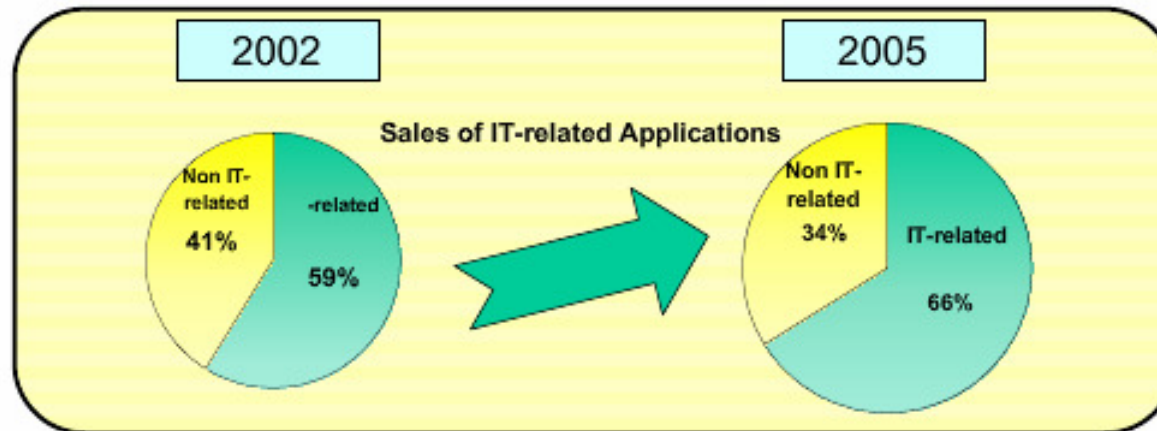 2002
2005
Sales of IT-related Applications
Non IT-
related
41%
-related
59%
Non IT-
related
34%
IT-related
66%